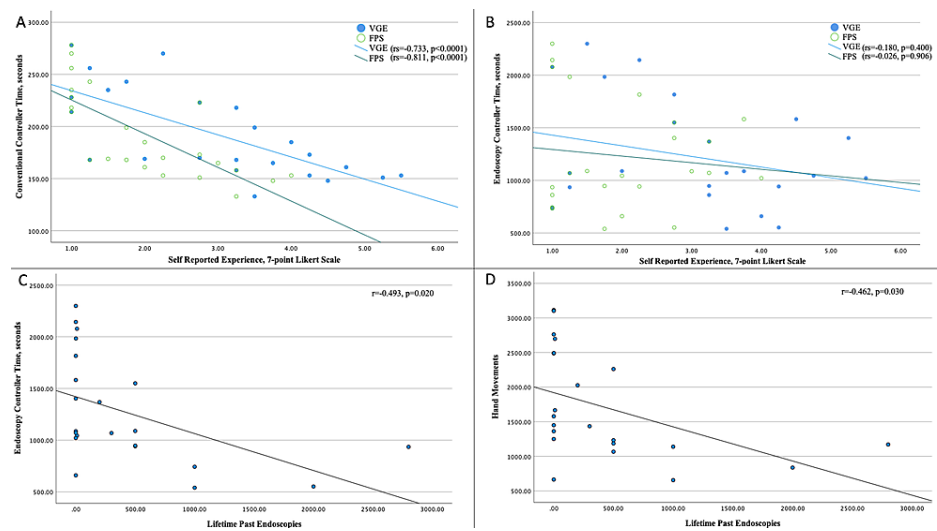 A
VGE
FPS
VGE (rs=-0.733, p<0.0001)
FPS (rs=-0.811, p<0.0001)
Conventional Controller Time, seconds
300.00
250.00
200.00
150.00
100.00
1.00 2.00 3.00 4.00 5.00 6.00
Self Reported Experience, 7-point Likert Scale
B
VGE
FPS
VGE (rs=-0.180, p=0.400)
FPS (rs=-0.026, p=0.906)
Endoscopy Controller Time, seconds
2500.00
2000.00
1500.00
1000.00
500.00
1.00 2.00 3.00 4.00 5.00 6.00
Self Reported Experience, 7-point Likert Scale
C
r=-0.493, p=0.020
Endoscopy Controller Time, seconds
2500.00
2000.00
1500.00
1000.00
500.00
.00 500.00 1000.00 1500.00 2000.00 2500.00 3000.00
Lifetime Past Endoscopies
D
r=-0.462, p=0.030
Hand Movements
3500.00
3000.00
2500.00
2000.00
1500.00
1000.00
500.00
.00 500.00 1000.00 1500.00 2000.00 2500.00 3000.00
Lifetime Past Endoscopies